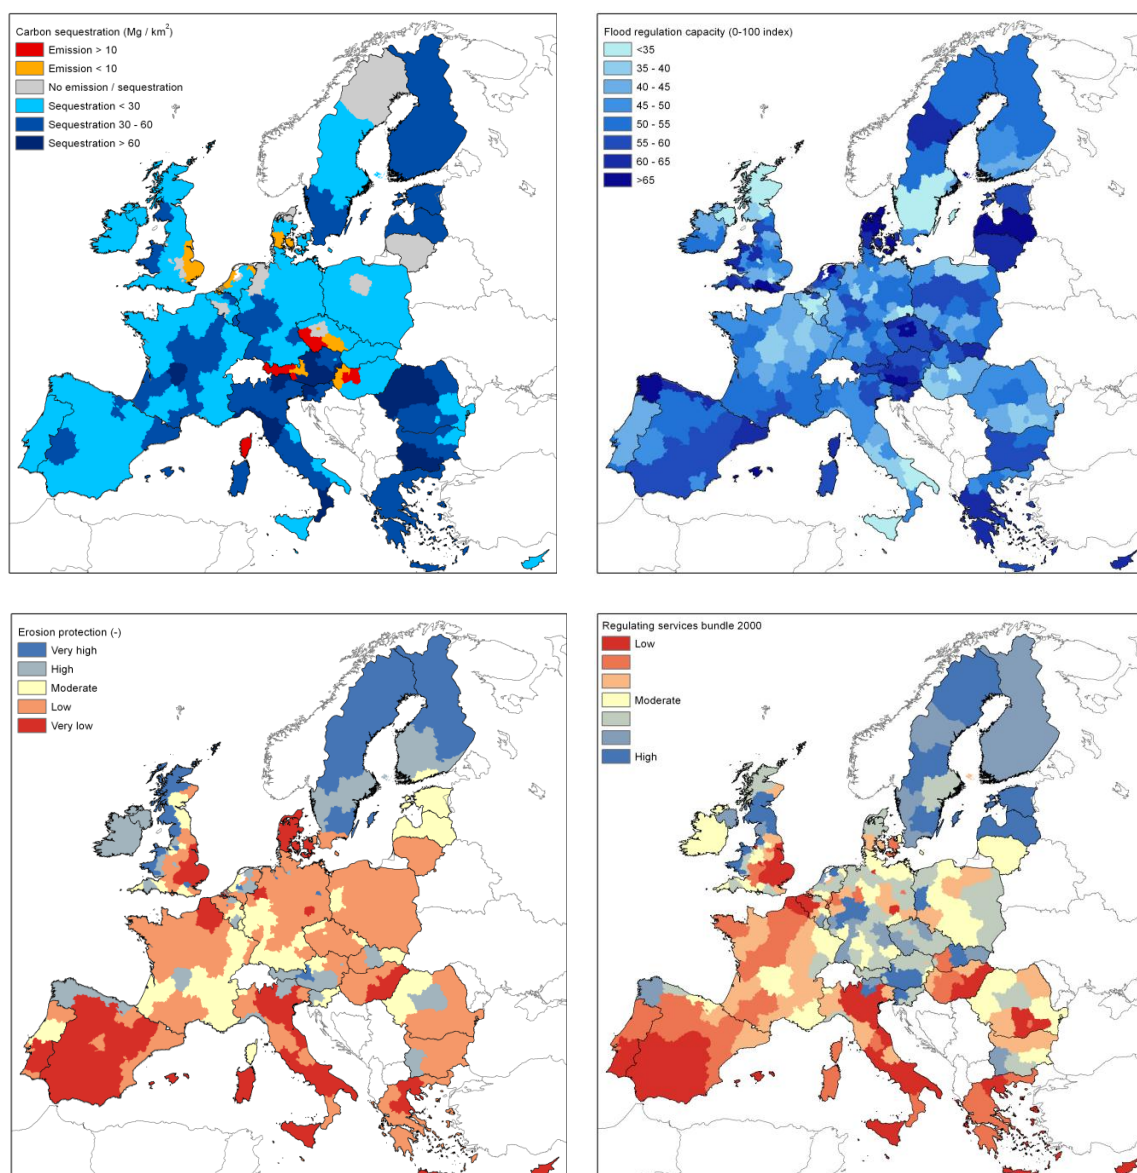 Carbon sequestration (Mg / km²)
Emission > 10
Emission < 10
No emission / sequestration
Sequestration < 30
Sequestration 30 - 60
Sequestration > 60
Flood regulation capacity (0-100 index)
<35
35 - 40
40 - 45
45 - 50
50 - 55
55 - 60
60 - 65
>65
Erosion protection (-)
Very high
High
Moderate
Low
Very low
Regulating services bundle 2000
Low
Moderate
High